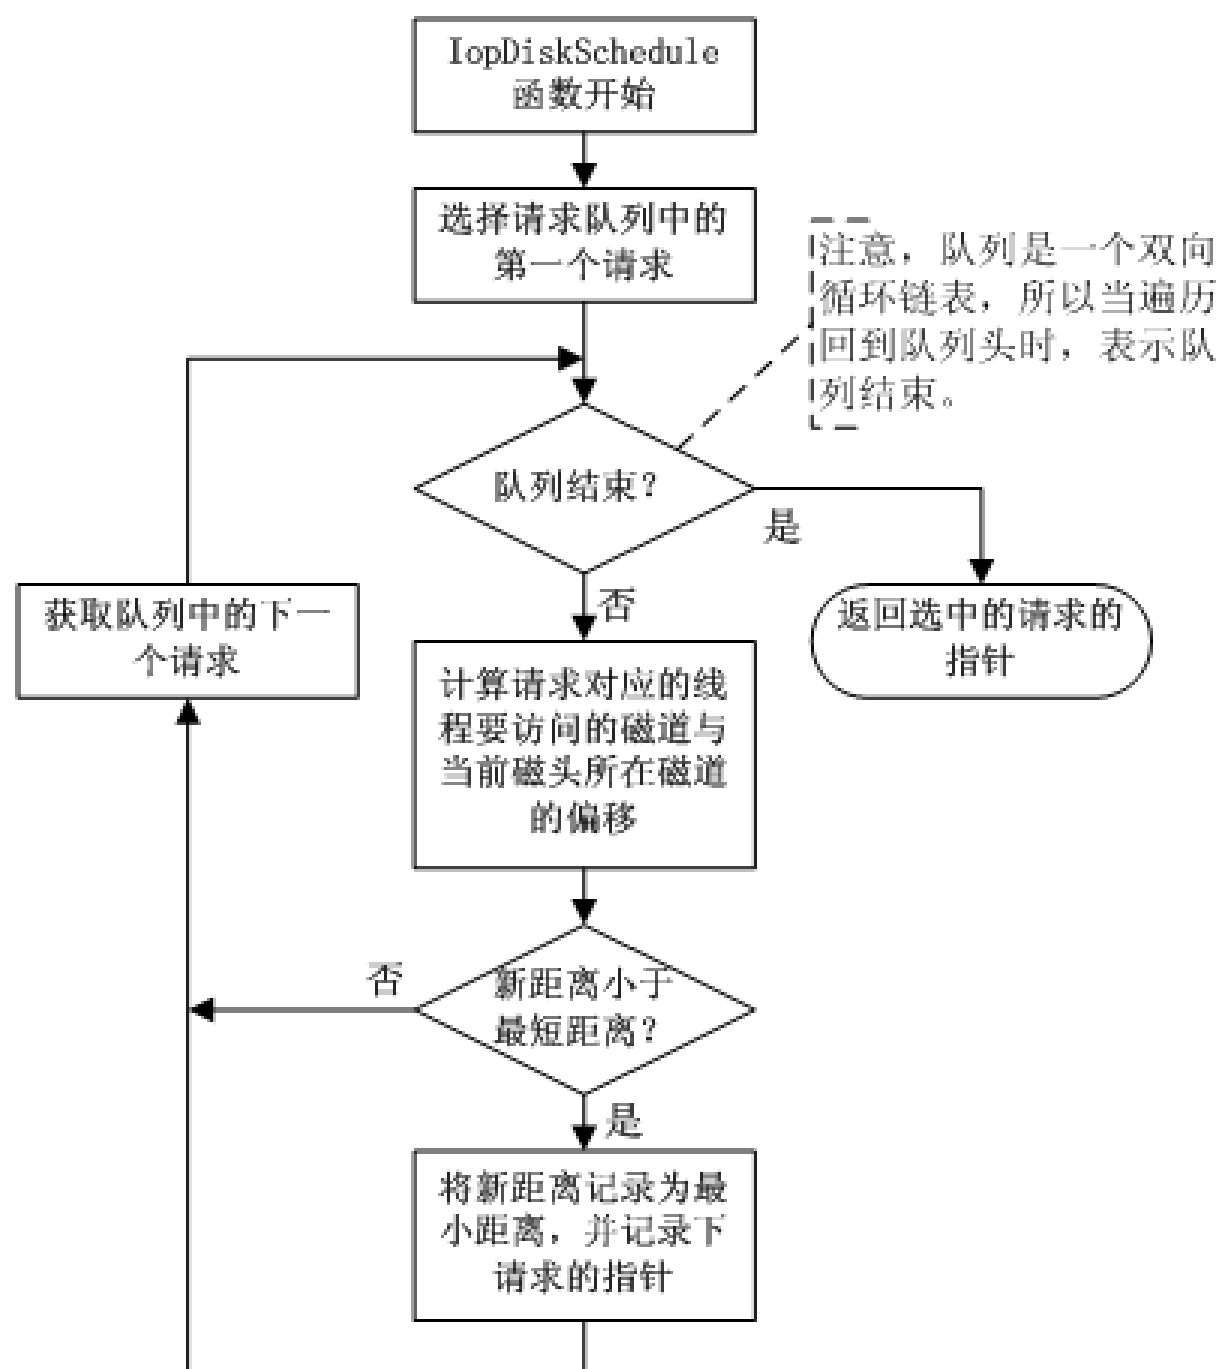 IopDiskSchedule
函数开始
选择请求队列中的
第一个请求
注意，队列是一个双向
循环链表，所以当遍历
回到队列头时，表示队
列结束。
队列结束？
是
否
获取队列中的下一
个请求
返回选中的请求的
指针
计算请求对应的线
程要访问的磁道与
当前磁头所在磁道
的偏移
否
新距离小于
最短距离？
是
将新距离记录为最
小距离，并记录下
请求的指针